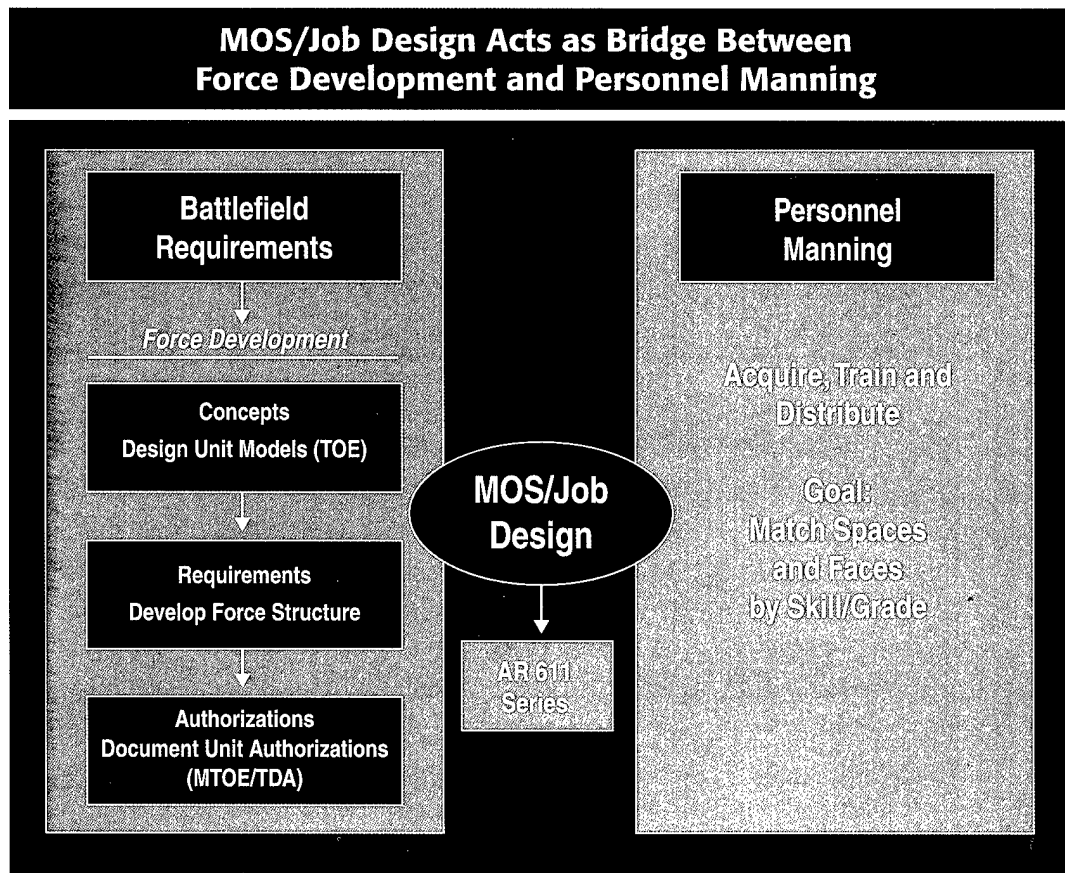 MOS/Job Design Acts as Bridge Between
Force Development and Personnel Manning
Battlefield
Requirements
Force Development
Concepts
Design Unit Models (TOE)
Requirements
Develop Force Structure
Authorizations
Document Unit Authorizations
(MTOE/TDA)
MOS/Job
Design
AR 611
Series
Personnel
Manning
Acquire, Train and
Distribute
Goal:
Match Spaces
and Faces
by Skill/Grade